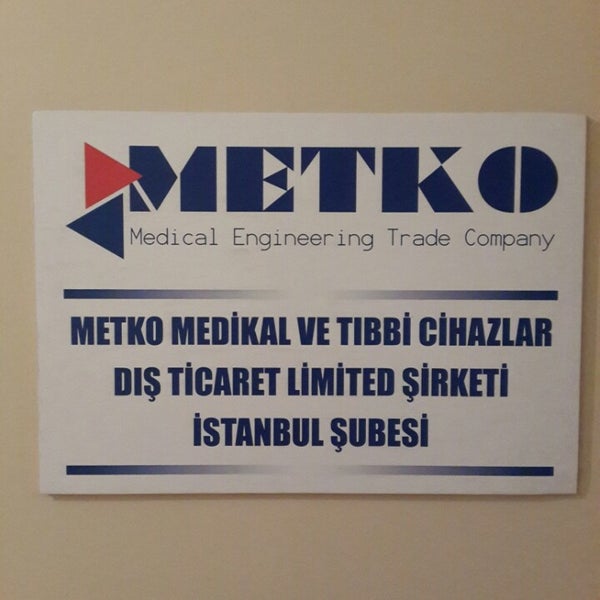 METKO
Medical Engineering Trade Company
METKO MEDİKAL VE TIBBİ CİHAZLAR
DIŞ TİCARET LİMİTED ŞİRKETİ
İSTANBUL ŞUBESİ